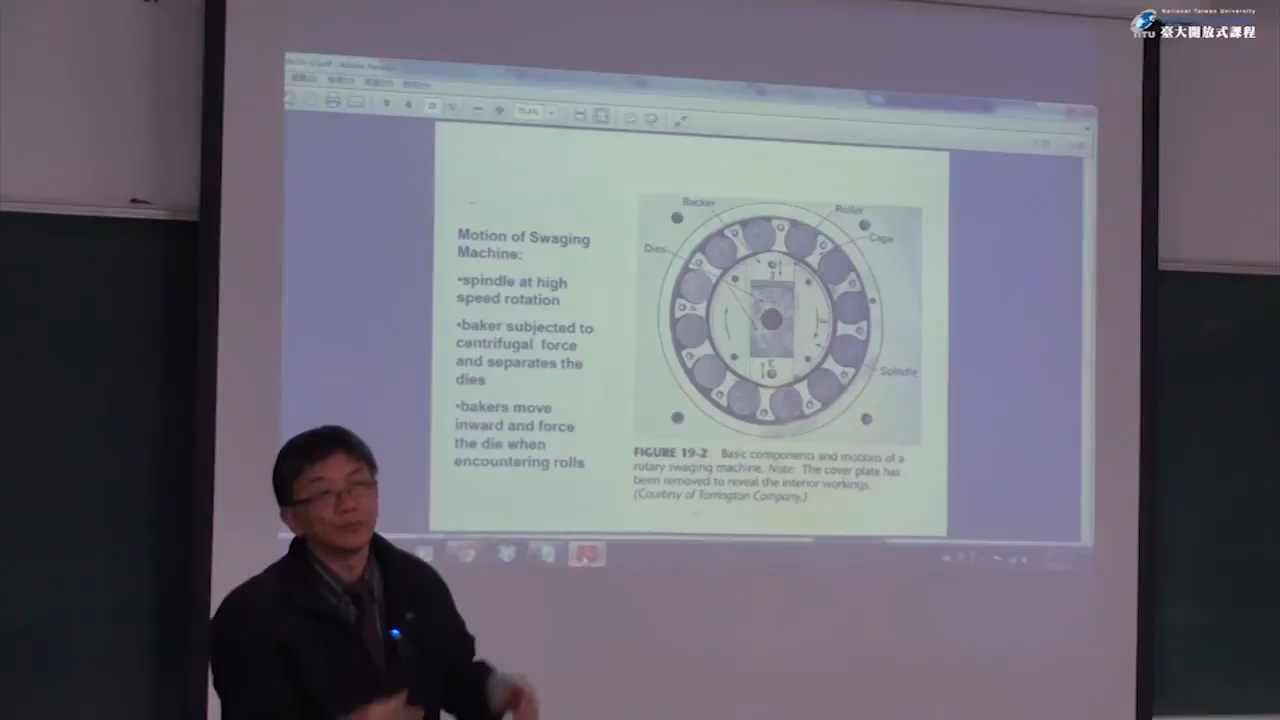 National Taiwan University
NTU 臺大開放式課程
Motion of Swaging
Machine:
•spindle at high
speed rotation
•baker subjected to
centrifugal force
and separates the
dies
•bakers move
inward and force
the die when
encountering rolls
Backer
Roller
Dies
Cage
Spindle
FIGURE 19-2 Basic components and motions of a
rotary swaging machine. Note: The cover plate has
been removed to reveal the interior workings.
(Courtesy of Torrington Company.)